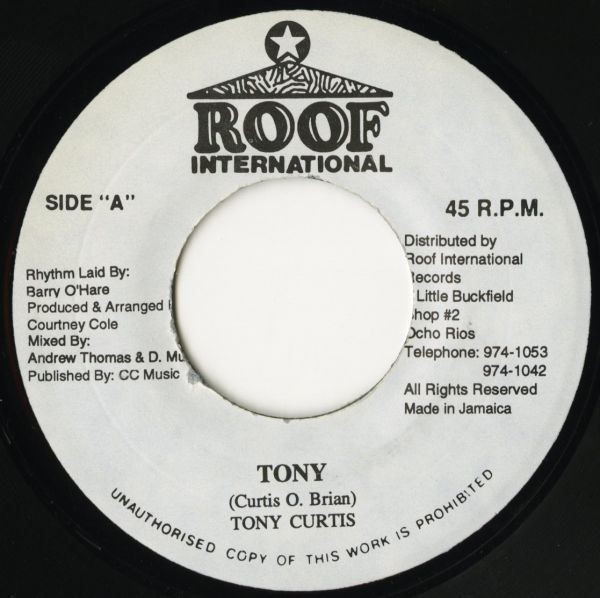 ROOF
INTERNATIONAL
SIDE "A"
45 R.P.M.
Rhythm Laid By:
Barry O'Hare
Produced & Arranged
Courtney Cole
Mixed By:
Andrew Thomas & D.
Published By: CC Music
Distributed by
Roof International
Records
Little Buckfield
Shop #2
Ocho Rios
Telephone: 974-1053
974-1042
All Rights Reserved
Made in Jamaica
TONY
(Curtis O. Brian)
TONY CURTIS
UNAUTHORISED COPY OF THIS WORK IS PROHIBITED